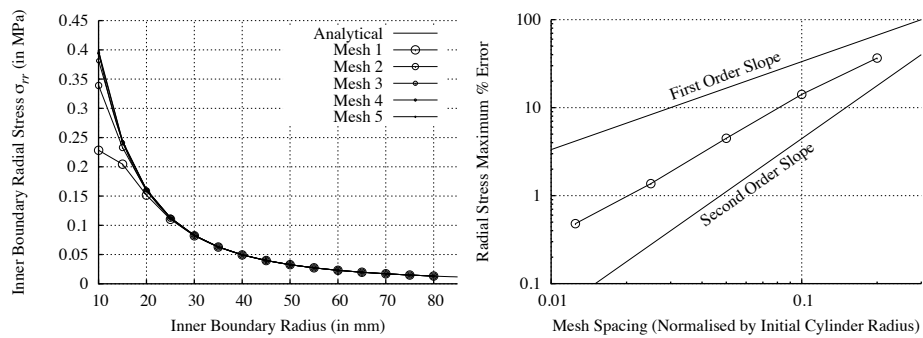 Inner Boundary Radial Stress σrr (in MPa)
0.45
0.4
0.35
0.3
0.25
0.2
0.15
0.1
0.05
0
10 20 30 40 50 60 70 80
Inner Boundary Radius (in mm)
Analytical
Mesh 1
Mesh 2
Mesh 3
Mesh 4
Mesh 5
Radial Stress Maximum % Error
100
10
1
0.1
0.01 0.1
Mesh Spacing (Normalised by Initial Cylinder Radius)
First Order Slope
Second Order Slope